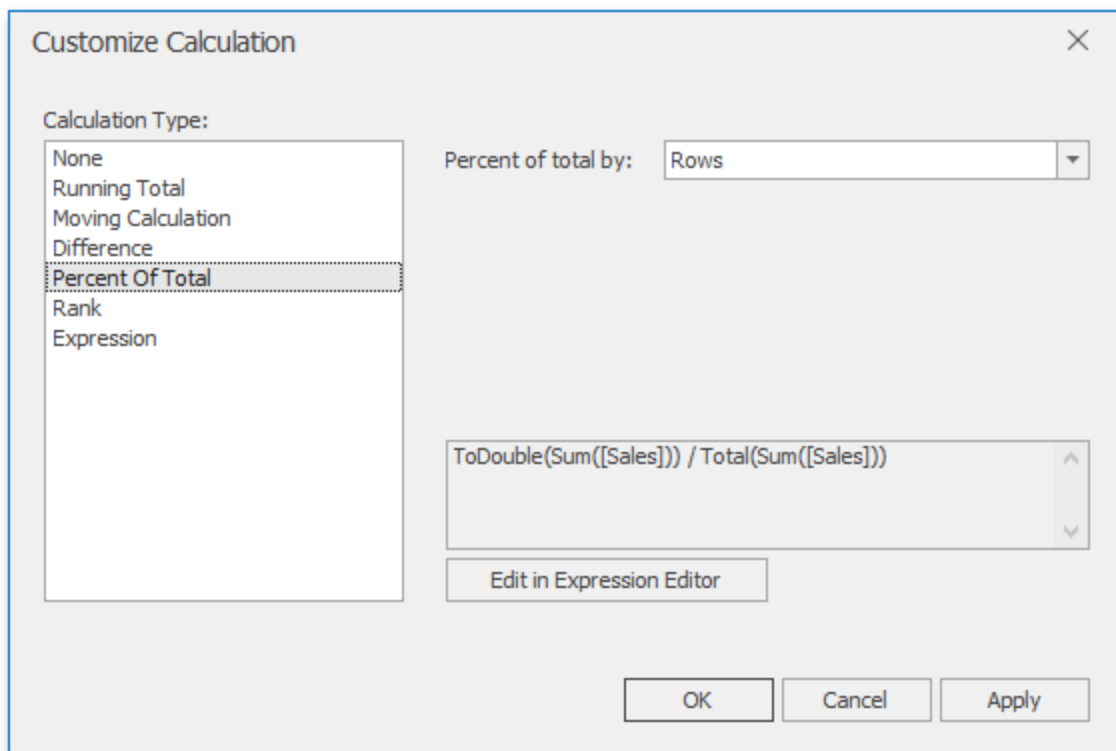 Customize Calculation
Calculation Type:
None
Running Total
Moving Calculation
Difference
Percent Of Total
Rank
Expression
Percent of total by:
Rows
ToDouble(Sum([Sales])) / Total(Sum([Sales]))
Edit in Expression Editor
OK
Cancel
Apply